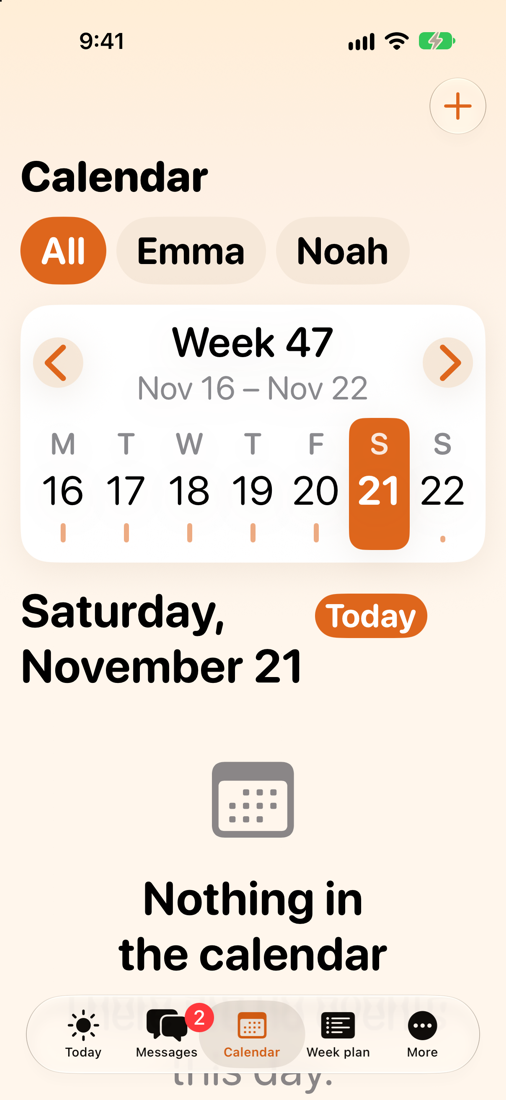 9:41
Calendar
All Emma Noah
Week 47
Nov 16 – Nov 22
M T W T F S S
16 17 18 19 20 21 22
Saturday,
November 21
Today
Nothing in
the calendar
this day.
2
Today Messages Calendar Week plan More